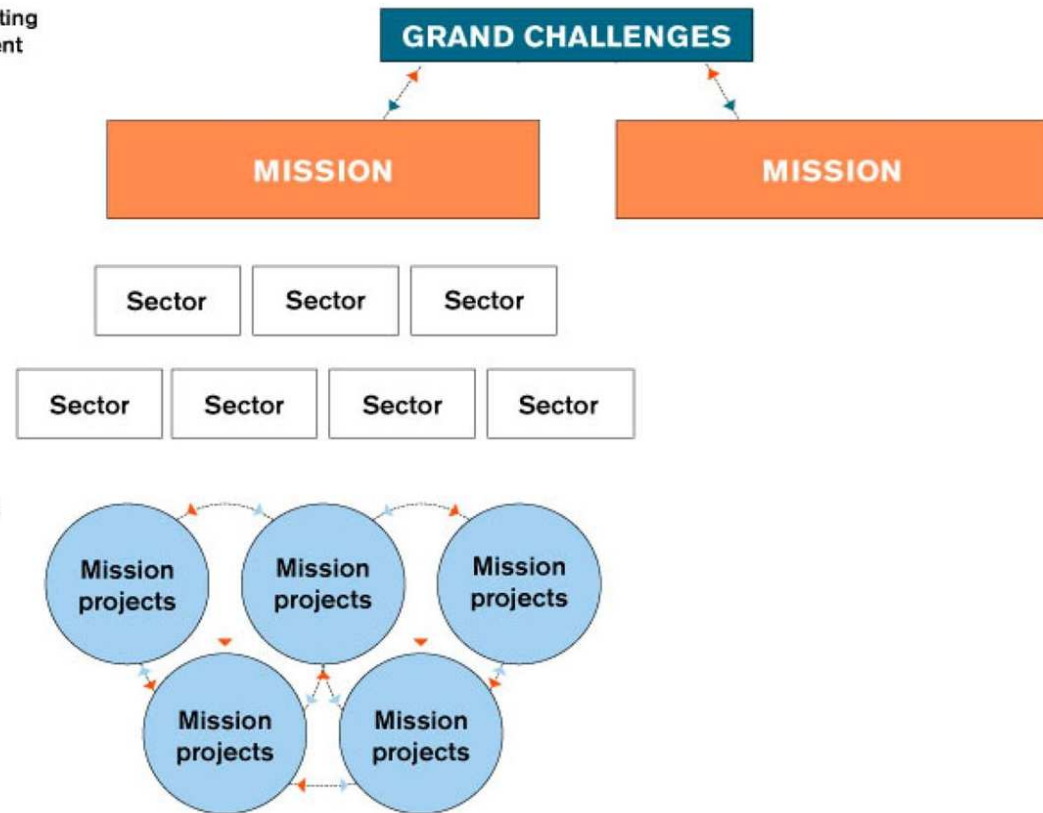 GRAND CHALLENGES
MISSION MISSION
Sector Sector Sector
Sector Sector Sector Sector
Mission
projects
Mission
projects
Mission
projects
Mission
projects
Mission
projects